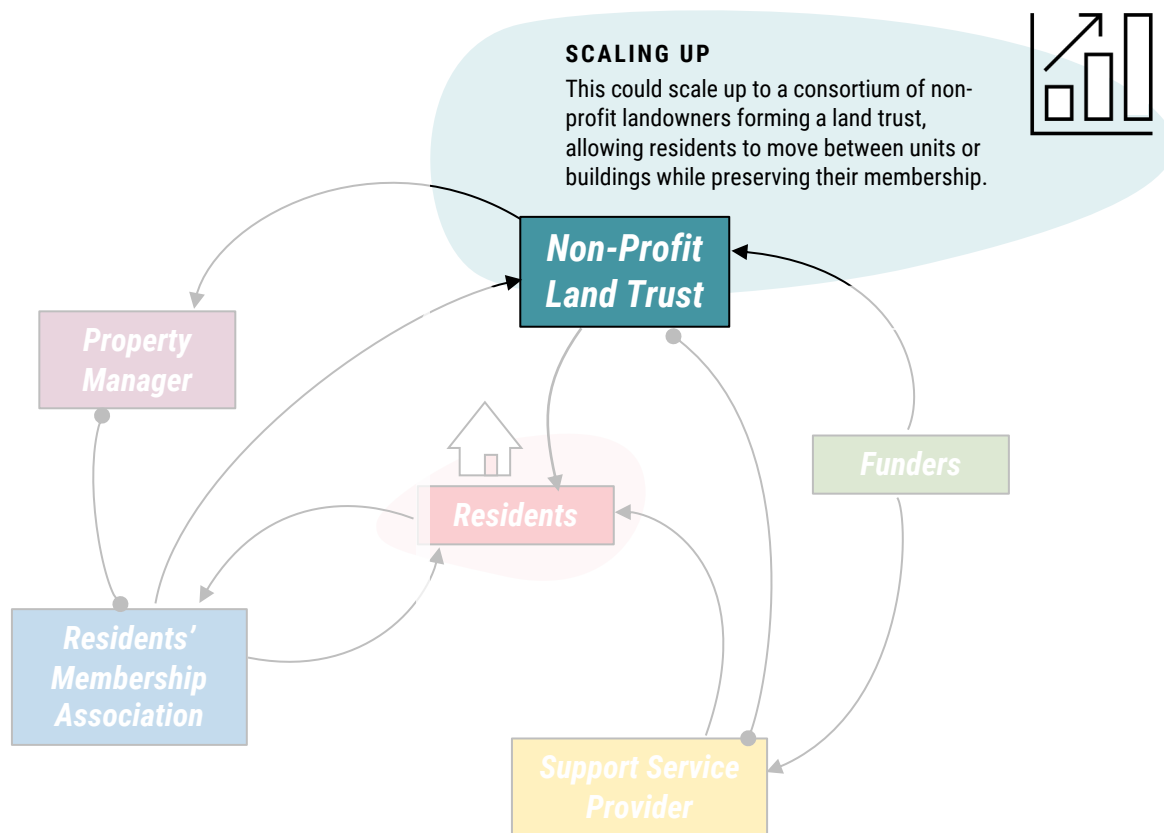 SCALING UP
This could scale up to a consortium of non-
profit landowners forming a land trust,
allowing residents to move between units or
buildings while preserving their membership.
Non-Profit
Land Trust
Property
Manager
Funders
Residents
Residents’
Membership
Association
Support Service
Provider